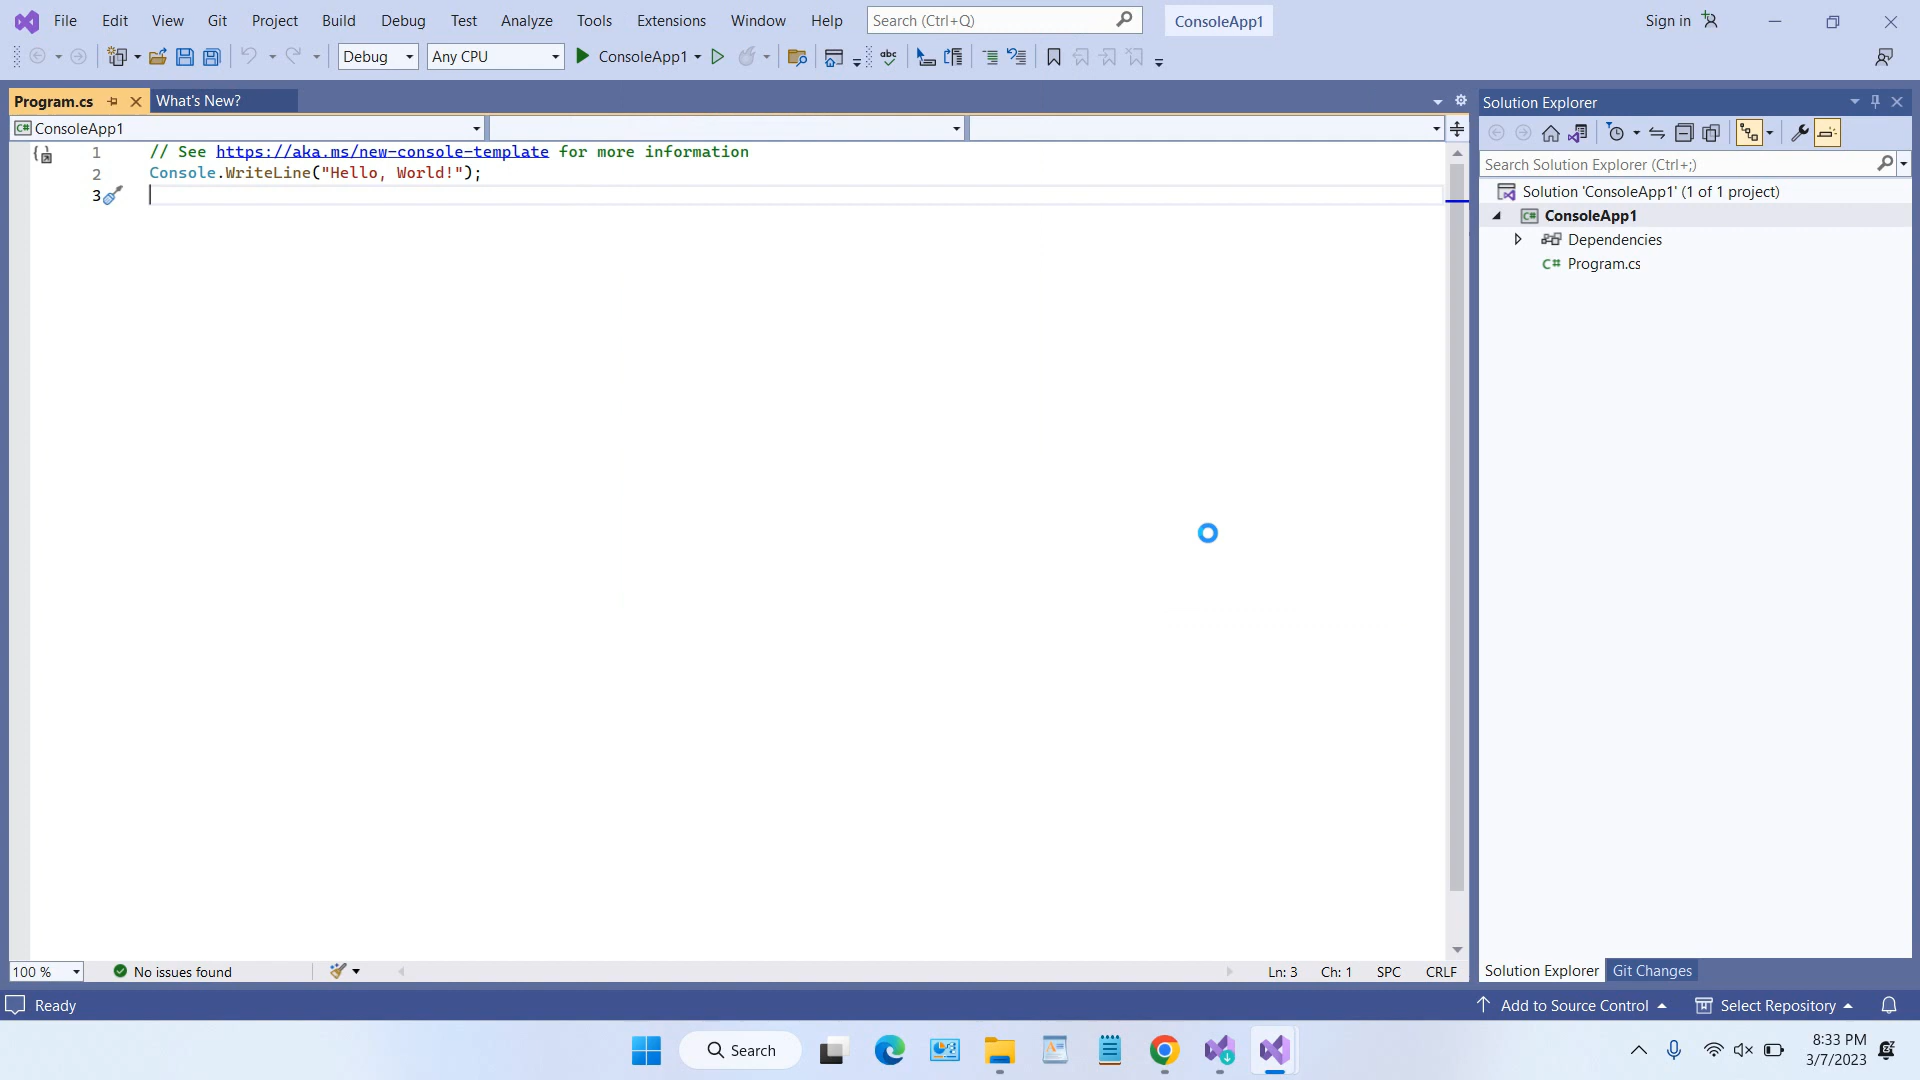 File Edit View Git Project Build Debug Test Analyze Tools Extensions Window Help Search (Ctrl+Q) ConsoleApp1 Sign in
Debug Any CPU ConsoleApp1 abc
Program.cs What's New?
C# ConsoleApp1
1 // See https://aka.ms/new-console-template for more information
2 Console.WriteLine("Hello, World!");
3
Solution Explorer
Search Solution Explorer (Ctrl+;)
Solution 'ConsoleApp1' (1 of 1 project)
C# ConsoleApp1
Dependencies
C# Program.cs
100 % No issues found Ln: 3 Ch: 1 SPC CRLF
Solution Explorer Git Changes
Ready Add to Source Control Select Repository
Search
8:33 PM
3/7/2023